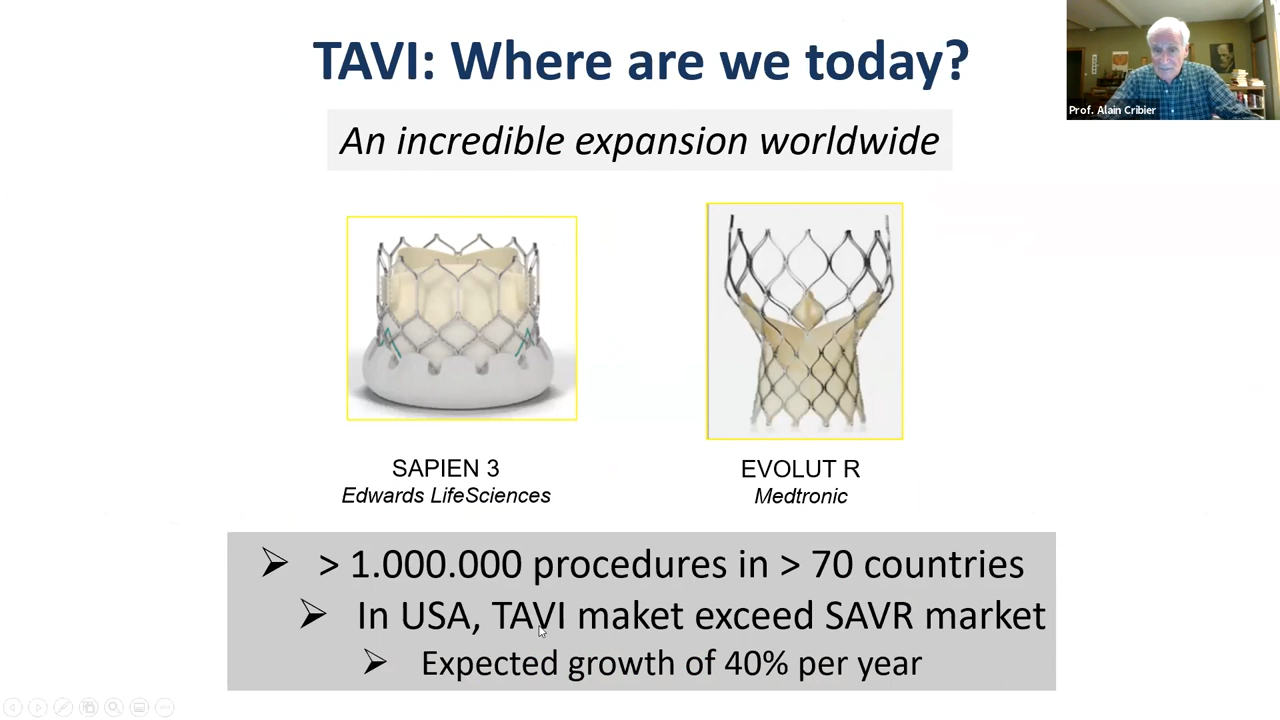 TAVI: Where are we today?
Prof. Alain Cribier
An incredible expansion worldwide
SAPIEN 3
Edwards LifeSciences
EVOLUT R
Medtronic
> 1.000.000 procedures in > 70 countries
In USA, TAVI maket exceed SAVR market
Expected growth of 40% per year